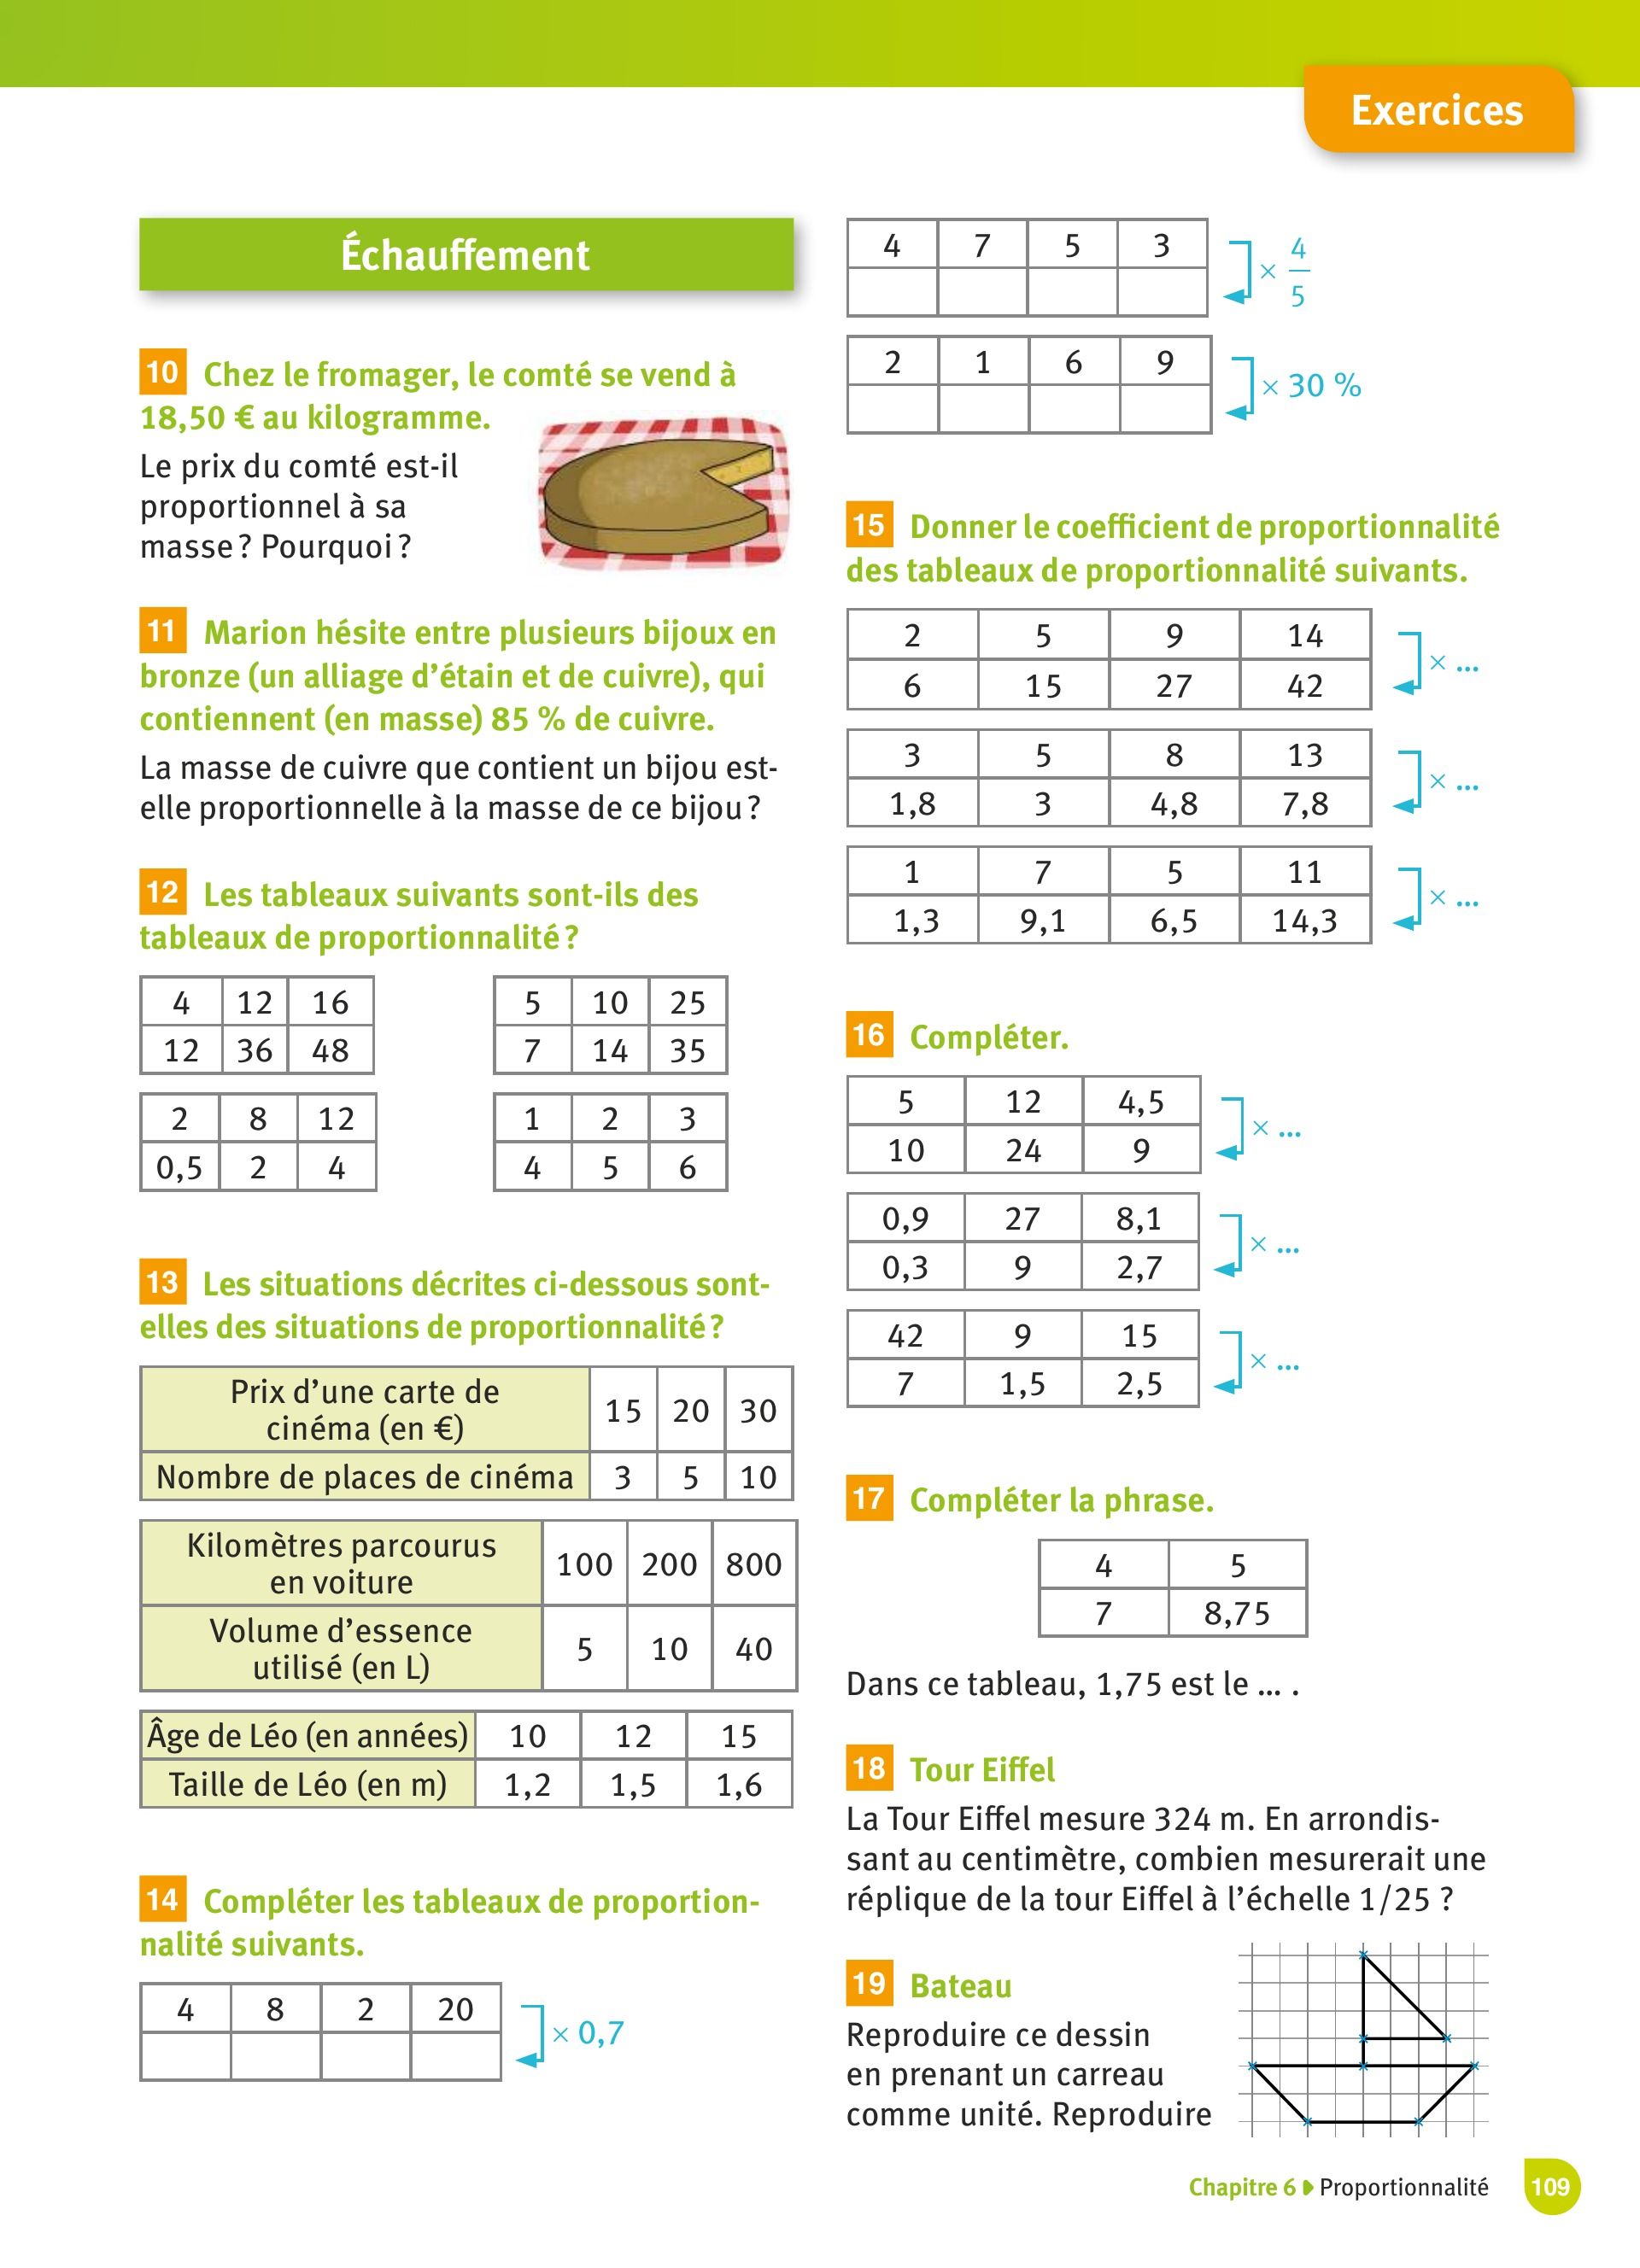 Exercices
Échauffement
10 Chez le fromager, le comté se vend à
18,50 € au kilogramme.
Le prix du comté est-il
proportionnel à sa
masse ? Pourquoi ?
11 Marion hésite entre plusieurs bijoux en
bronze (un alliage d’étain et de cuivre), qui
contiennent (en masse) 85 % de cuivre.
La masse de cuivre que contient un bijou est-
elle proportionnelle à la masse de ce bijou ?
12 Les tableaux suivants sont-ils des
tableaux de proportionnalité ?
4 12 16
12 36 48
5 10 25
7 14 35
2 8 12
0,5 2 4
1 2 3
4 5 6
13 Les situations décrites ci-dessous sont-
elles des situations de proportionnalité ?
Prix d’une carte de
cinéma (en €) 15 20 30
Nombre de places de cinéma 3 5 10
Kilomètres parcourus
en voiture 100 200 800
Volume d’essence
utilisé (en L) 5 10 40
Âge de Léo (en années) 10 12 15
Taille de Léo (en m) 1,2 1,5 1,6
14 Compléter les tableaux de proportion-
nalité suivants.
4 8 2 20
× 0,7
4 7 5 3
× 4/5
2 1 6 9
× 30 %
15 Donner le coefficient de proportionnalité
des tableaux de proportionnalité suivants.
2 5 9 14
6 15 27 42
× ...
3 5 8 13
1,8 3 4,8 7,8
× ...
1 7 5 11
1,3 9,1 6,5 14,3
× ...
16 Compléter.
5 12 4,5
10 24 9
× ...
0,9 27 8,1
0,3 9 2,7
× ...
42 9 15
7 1,5 2,5
× ...
17 Compléter la phrase.
4 5
7 8,75
Dans ce tableau, 1,75 est le ... .
18 Tour Eiffel
La Tour Eiffel mesure 324 m. En arrondis-
sant au centimètre, combien mesurerait une
réplique de la tour Eiffel à l’échelle 1/25 ?
19 Bateau
Reproduire ce dessin
en prenant un carreau
comme unité. Reproduire
Chapitre 6 Proportionnalité 109